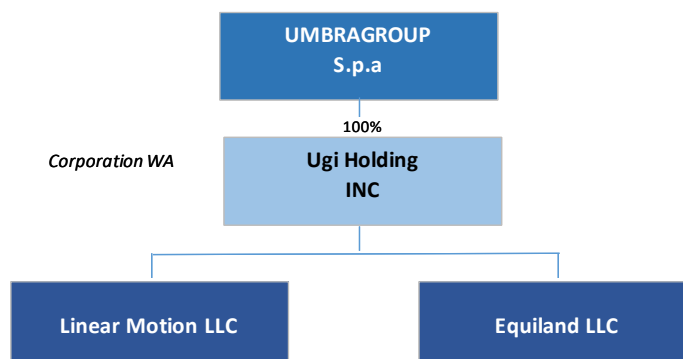 UMBRAGROUP
S.p.a
100%
Corporation WA
Ugi Holding
INC
Linear Motion LLC
Equiland LLC